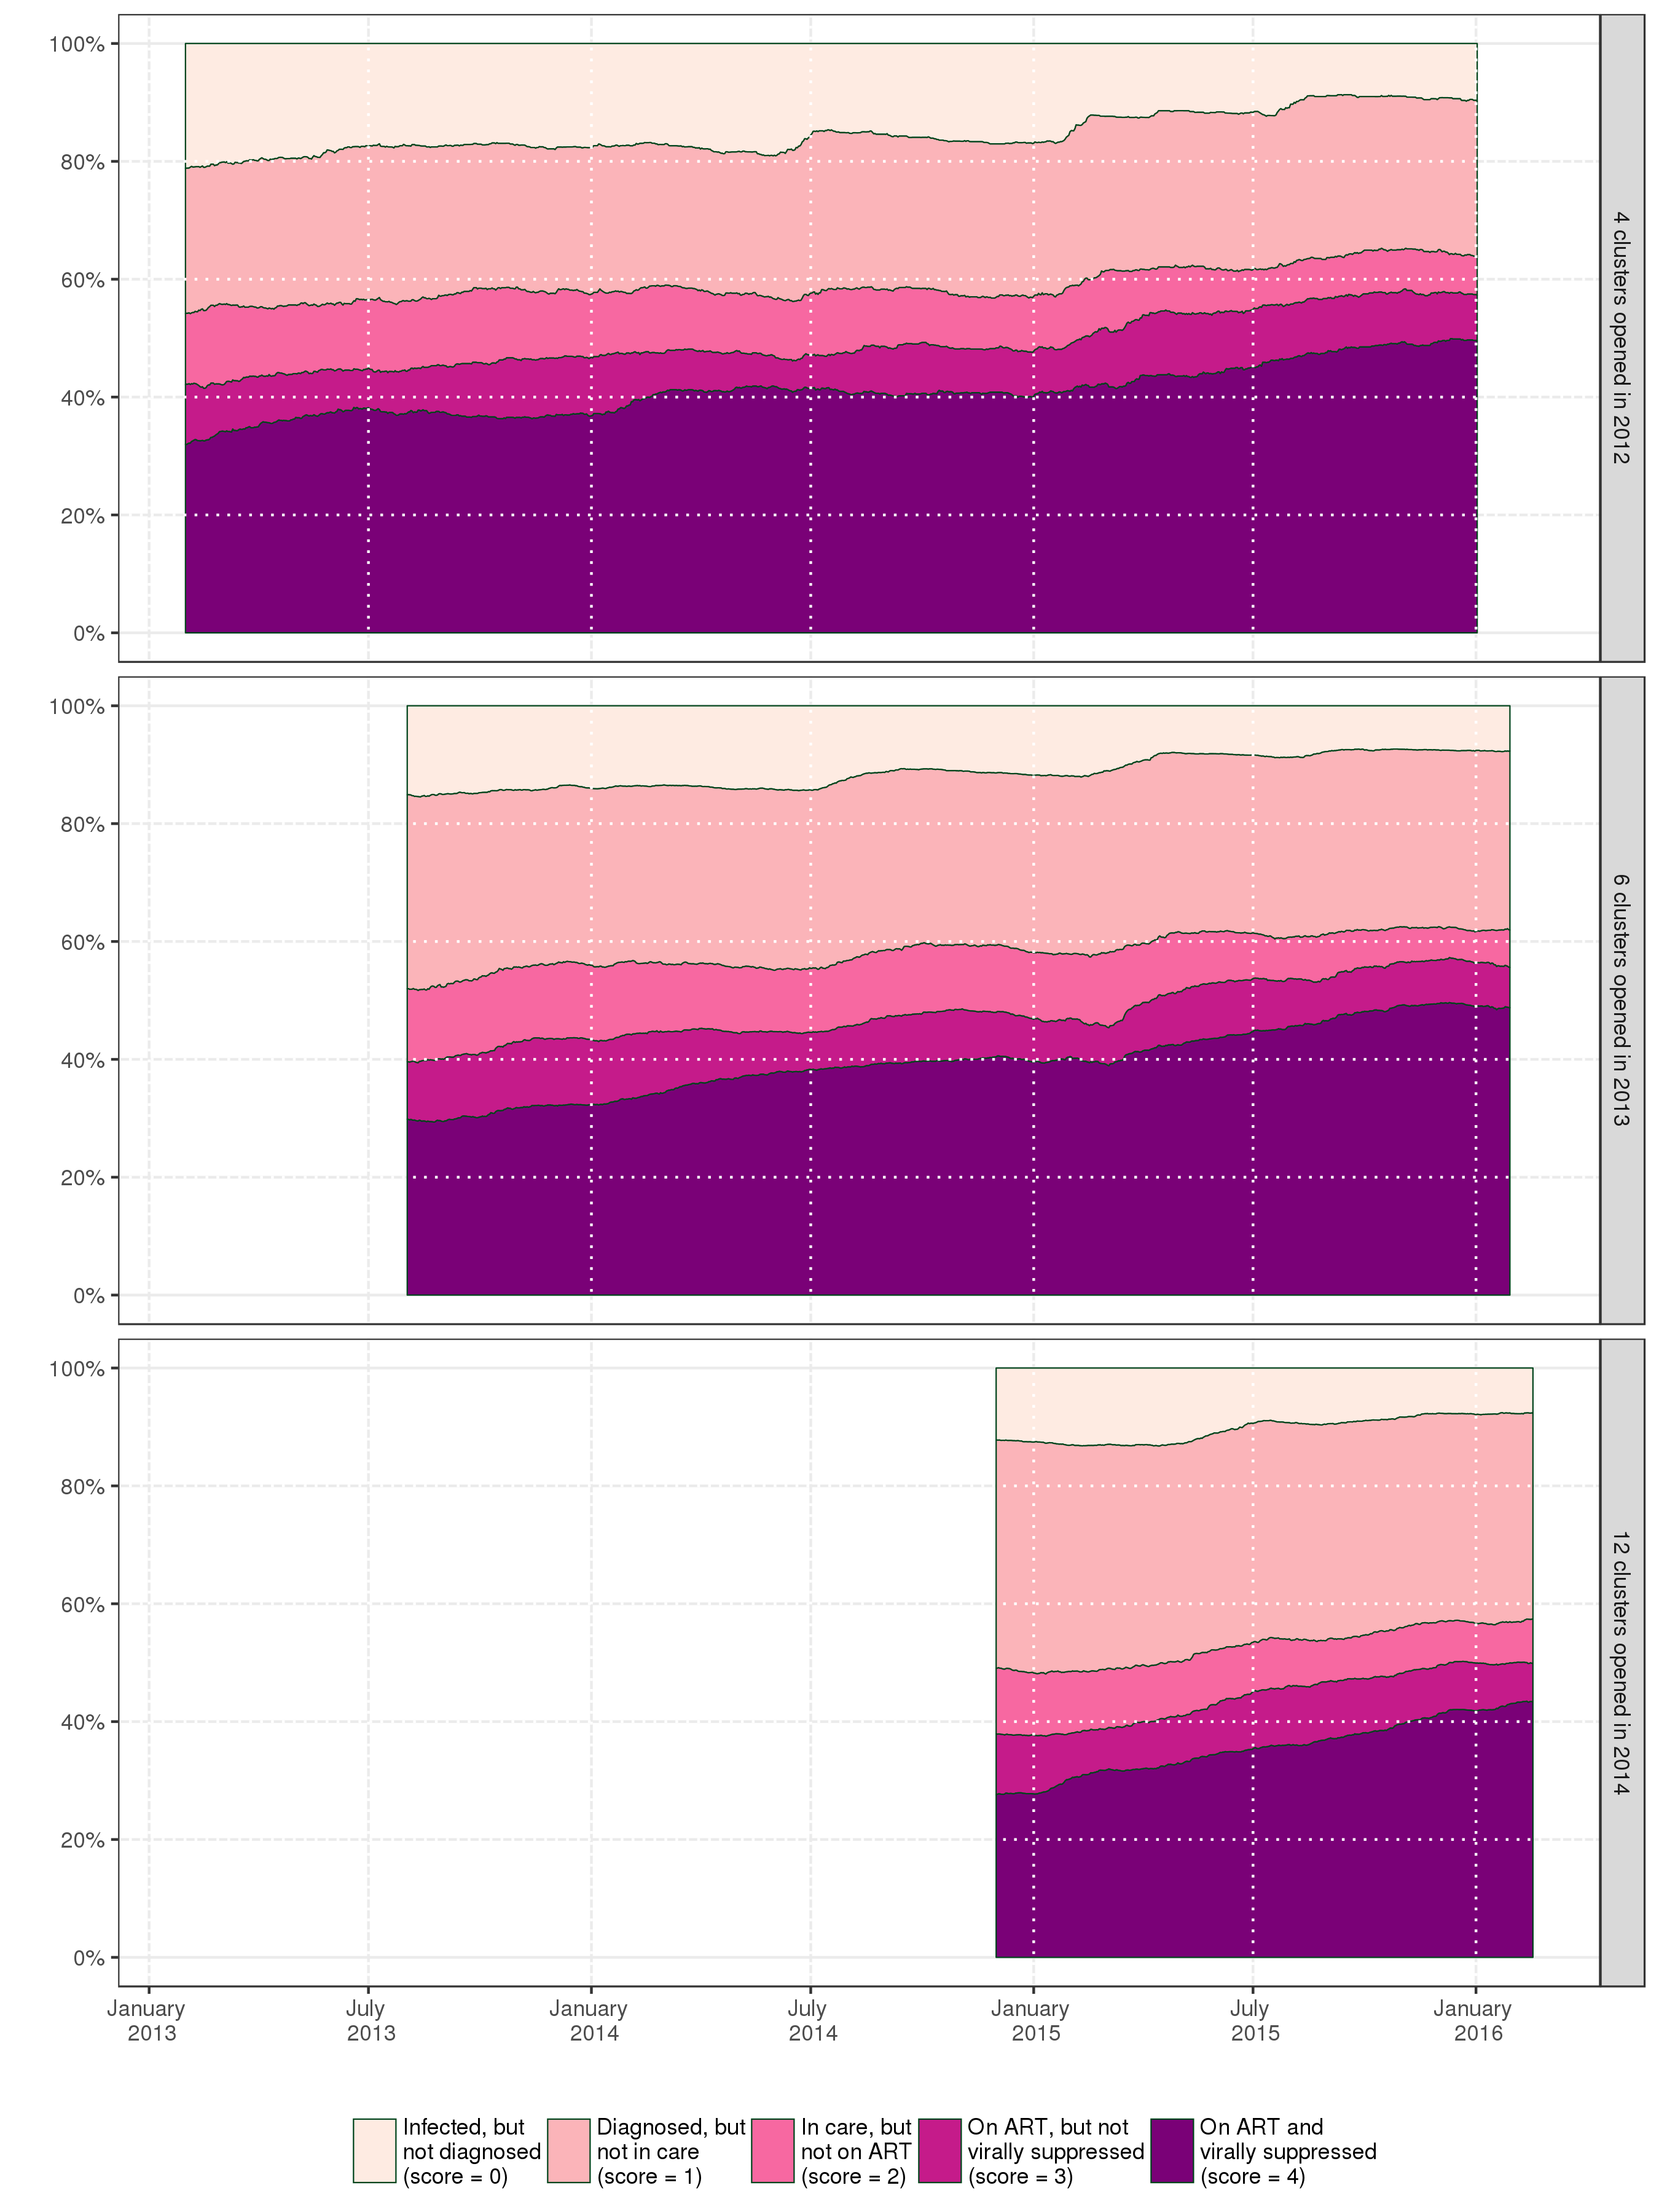 100%
80%
60%
40%
20%
0%
4 clusters opened in 2012
100%
80%
60%
40%
20%
0%
6 clusters opened in 2013
100%
80%
60%
40%
20%
0%
12 clusters opened in 2014
January July January July January July January
2013 2013 2014 2014 2015 2015 2016
Infected, but Diagnosed, but In care, but On ART, but not On ART and
not diagnosed not in care not on ART virally suppressed virally suppressed
(score = 0) (score = 1) (score = 2) (score = 3) (score = 4)